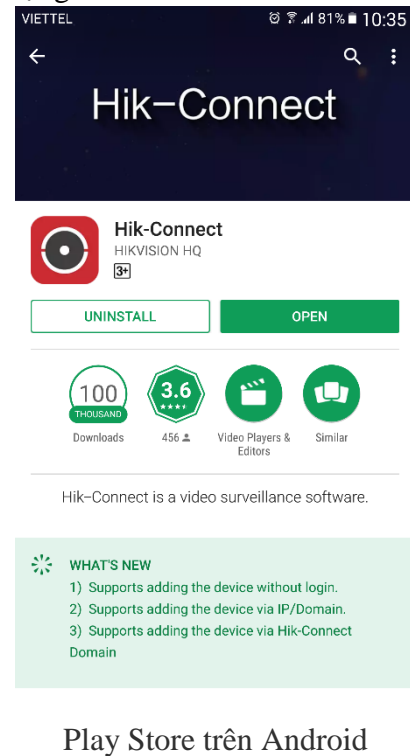 VIETTEL 81% 10:35
Hik–Connect
Hik-Connect
HIKVISION HQ
3+
UNINSTALL OPEN
100
THOUSAND
3.6
Downloads 456 Video Players & Editors Similar
Hik–Connect is a video surveillance software.
WHAT'S NEW
1) Supports adding the device without login.
2) Supports adding the device via IP/Domain.
3) Supports adding the device via Hik-Connect
Domain
Play Store trên Android